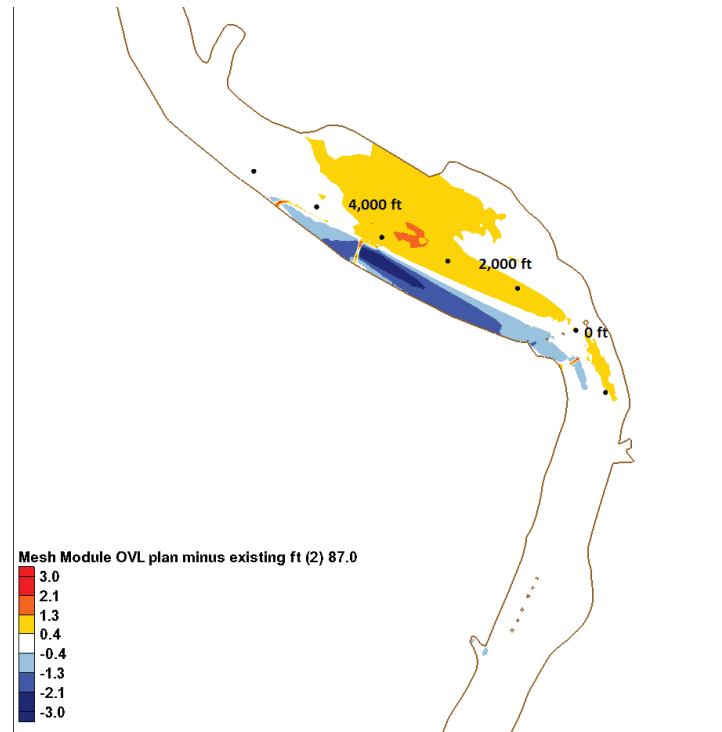 4,000 ft
2,000 ft
0 ft
Mesh Module OVL plan minus existing ft (2) 87.0
3.0
2.1
1.3
0.4
-0.4
-1.3
-2.1
-3.0